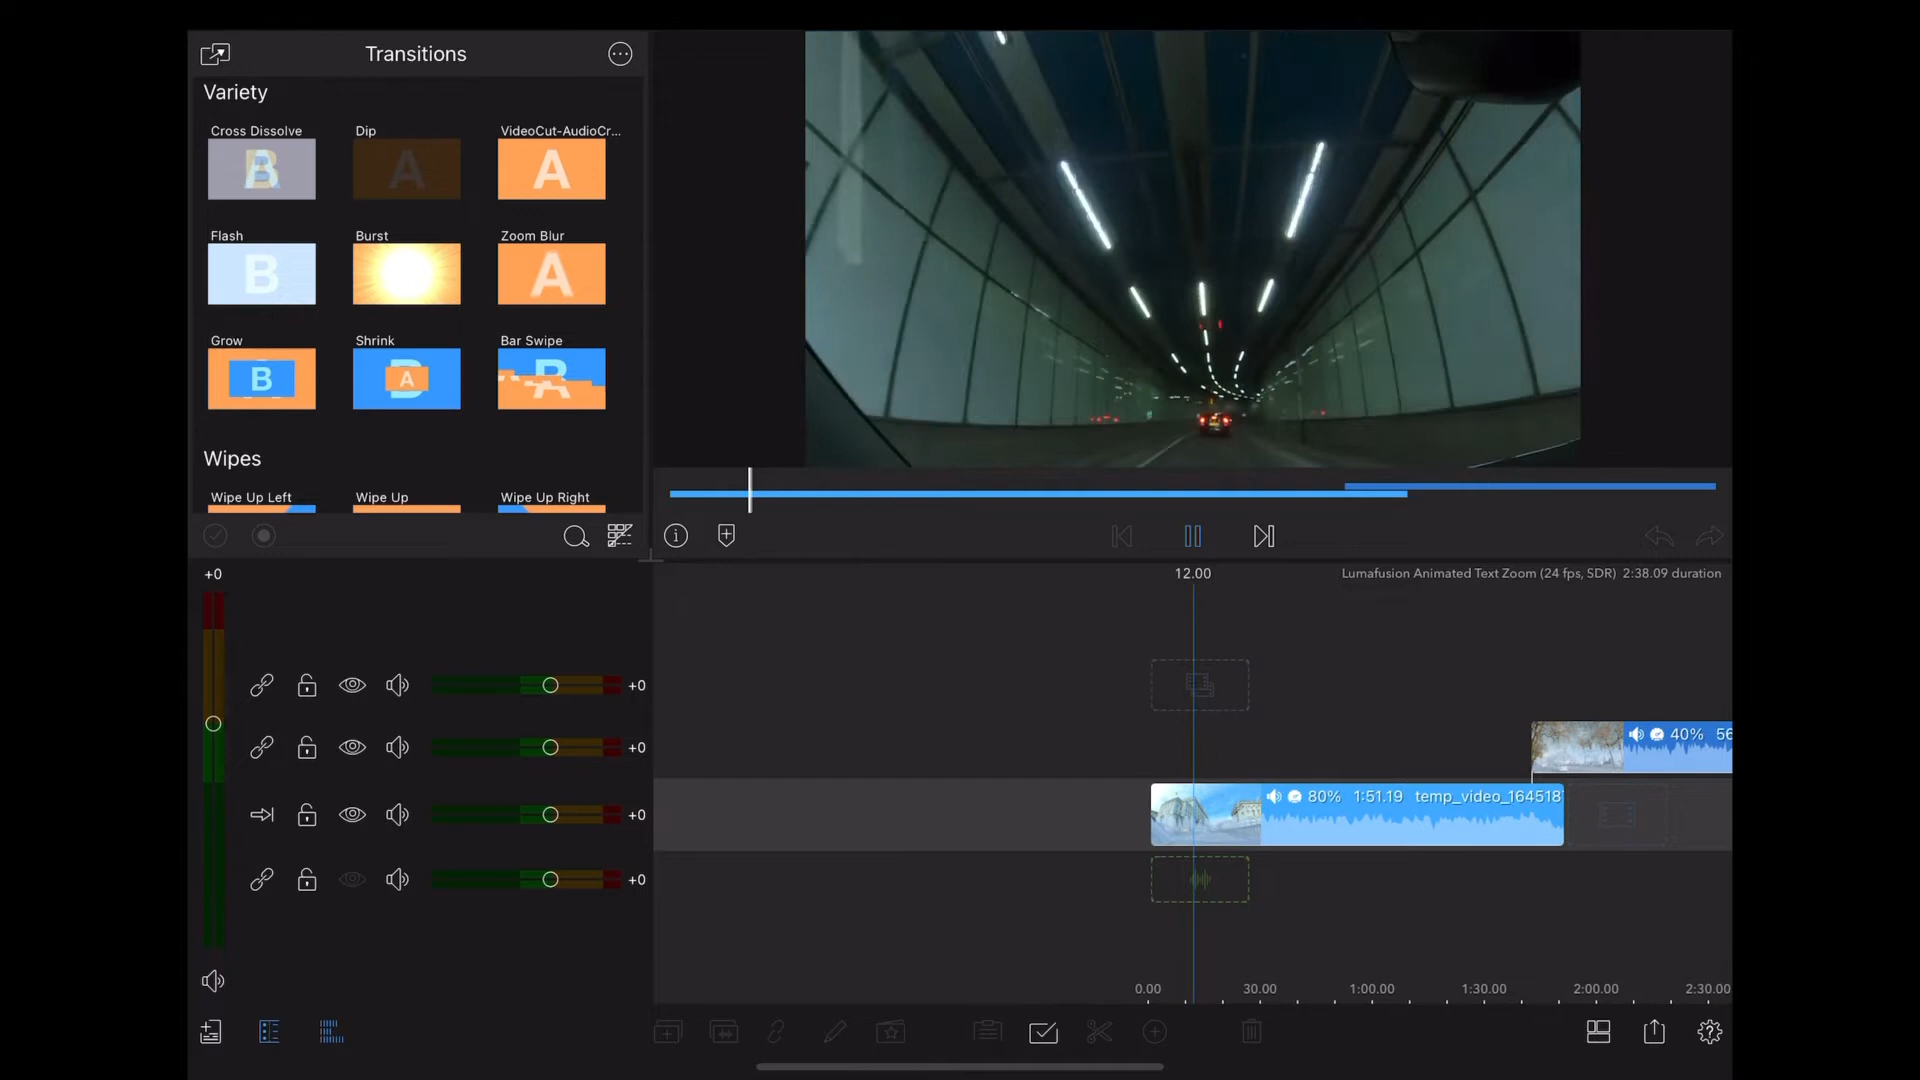 Transitions
Variety
Cross Dissolve
Dip
VideoCut-AudioCr...
B
A
A
Flash
Burst
Zoom Blur
B
A
Grow
Shrink
Bar Swipe
B
A
Wipes
Wipe Up Left
Wipe Up
Wipe Up Right
+0
12.00
Lumafusion Animated Text Zoom (24 fps, SDR) 2:38.09 duration
+0
+0
40% 56
80% 1:51.19 temp_video_164518
+0
+0
0.00
30.00
1:00.00
1:30.00
2:00.00
2:30.00